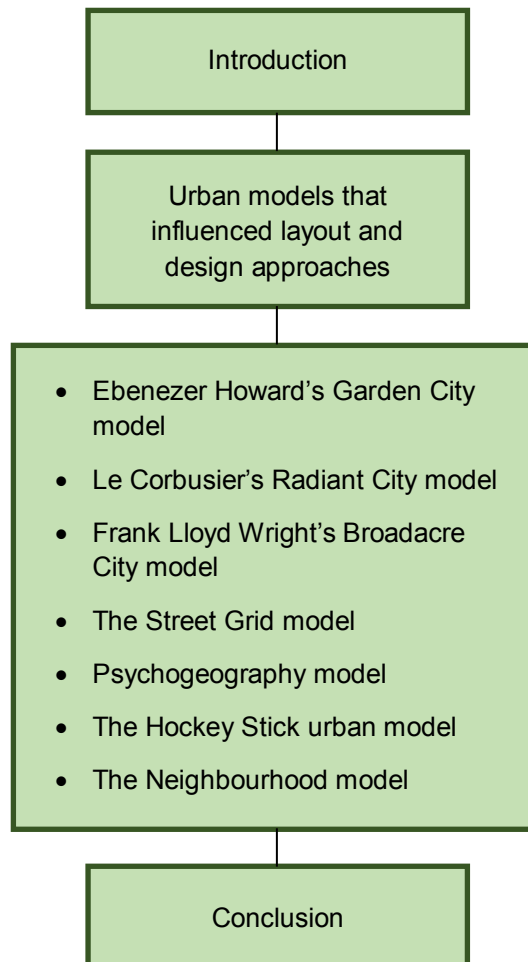 Introduction
Urban models that
influenced layout and
design approaches
• Ebenezer Howard’s Garden City
model
• Le Corbusier’s Radiant City model
• Frank Lloyd Wright’s Broadacre
City model
• The Street Grid model
• Psychogeography model
• The Hockey Stick urban model
• The Neighbourhood model
Conclusion